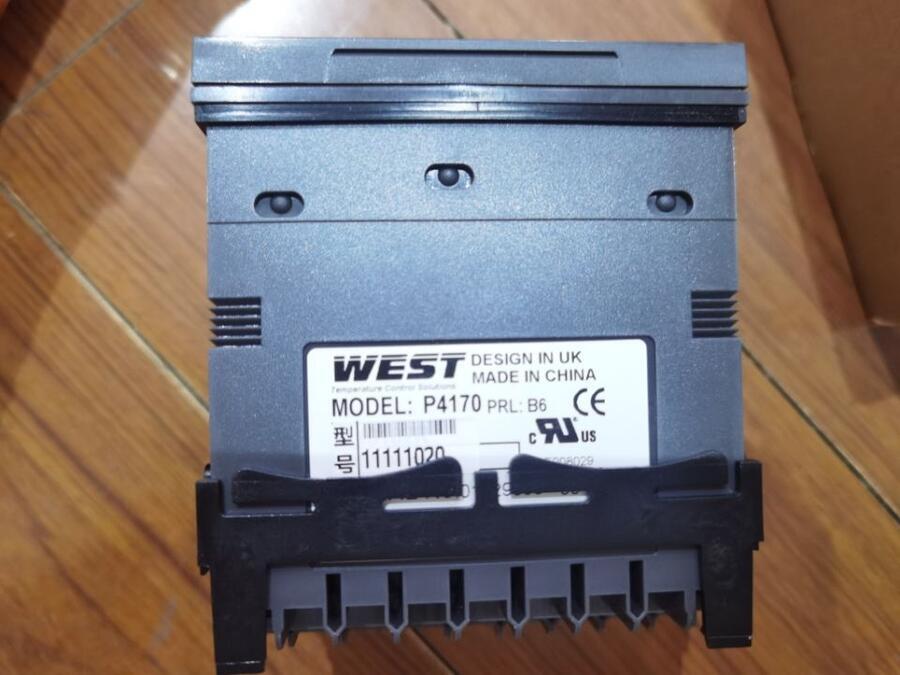 WEST DESIGN IN UK
Temperature Control Solutions MADE IN CHINA
MODEL: P4170 PRL: B6 CE
型号 11111020
C RU US